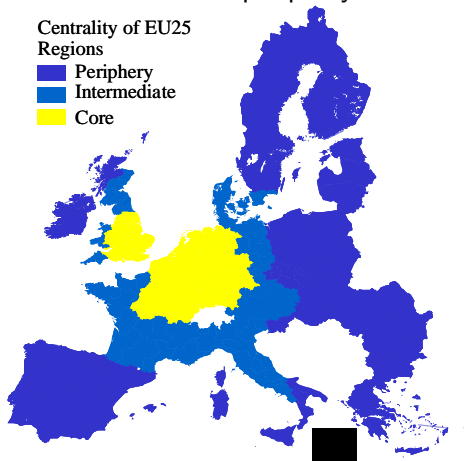 Centrality of EU25
Regions
Periphery
Intermediate
Core